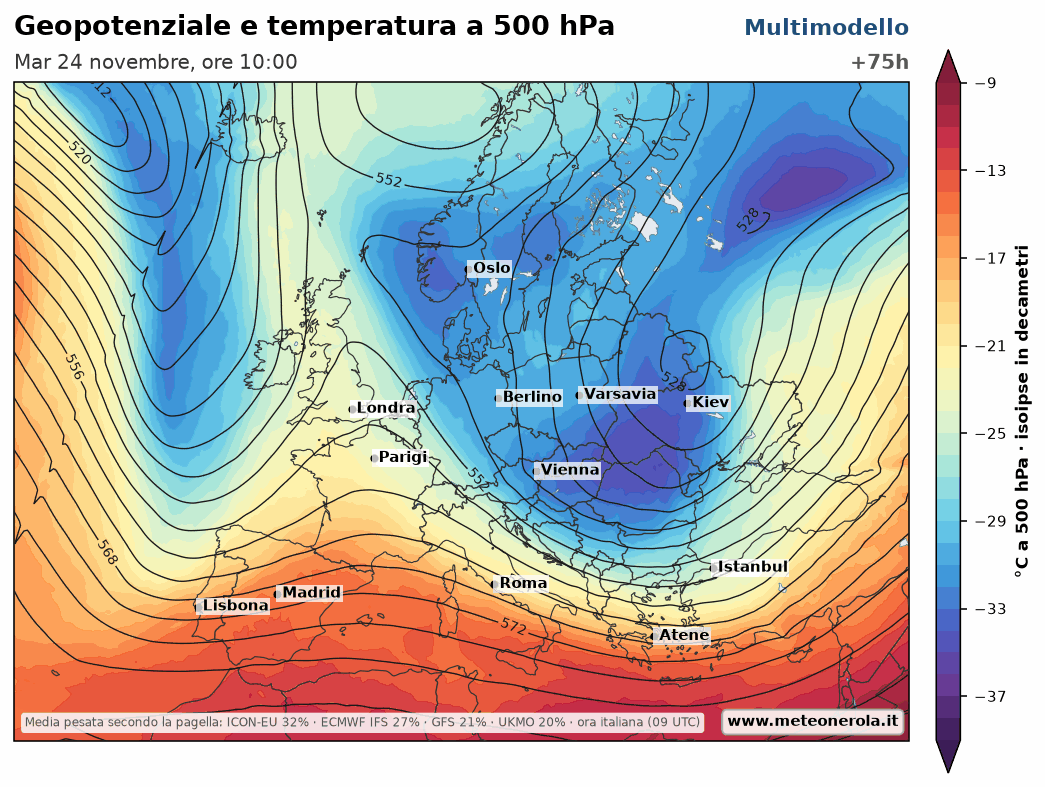 Geopotenziale e temperatura a 500 hPa
Multimodello
Mar 24 novembre, ore 10:00
+75h
520
552
528
556
528
568
572
Oslo
Londra
Berlino
Varsavia
Kiev
Parigi
Vienna
Istanbul
Roma
Madrid
Lisbona
Atene
−9
−13
−17
−21
−25
−29
−33
−37
°C a 500 hPa · isoipse in decametri
Media pesata secondo la pagella: ICON-EU 32% · ECMWF IFS 27% · GFS 21% · UKMO 20% · ora italiana (09 UTC)
www.meteonerola.it